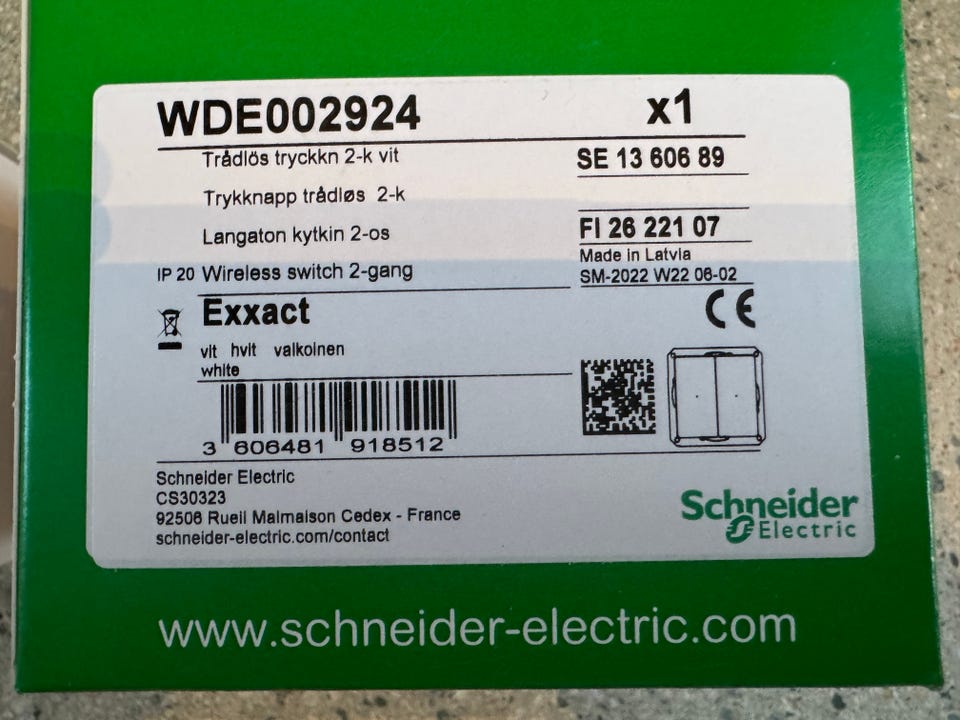 WDE002924 x1
Trådlös tryckkn 2-k vit SE 13 606 89
Trykknapp trådløs 2-k
Langaton kytkin 2-os FI 26 221 07
Made in Latvia
IP 20 Wireless switch 2-gang SM-2022 W22 06-02
Exxact CE
vit hvit valkoinen
white
3 606481 918512
Schneider Electric
CS30323
92506 Rueil Malmaison Cedex - France
schneider-electric.com/contact
Schneider
Electric
www.schneider-electric.com